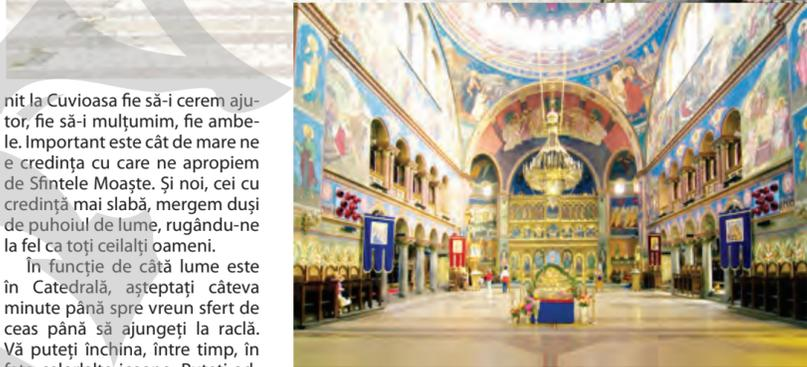 nit la Cuvioasa fie să-i cerem aju-
tor, fie să-i mulțumim, fie ambe-
le. Important este cât de mare ne
e credința cu care ne apropiem
de Sfintele Moaște. Și noi, cei cu
credință mai slabă, mergem duși
de puhoiul de lume, rugându-ne
la fel ca toți ceilalți oameni.
În funcție de câtă lume este
în Catedrală, așteptați câteva
minute până spre vreun sfert de
ceas până să ajungeți la raclă.
Vă puteți închina, între timp, în